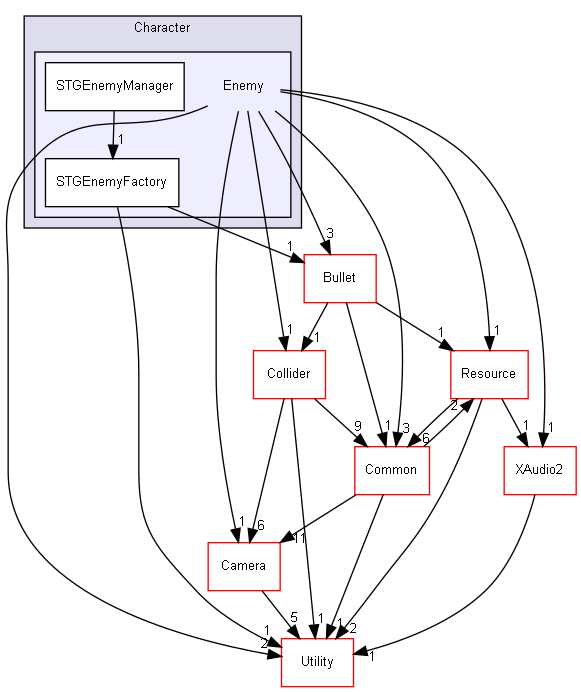 Character
STGEnemyManager
Enemy
1
STGEnemyFactory
3
1
Bullet
1
1
1
1
Collider
Resource
2
9
1
3
6
1
1
Common
XAudio2
1
6
11
Camera
5
1
1
2
1
2
1
Utility